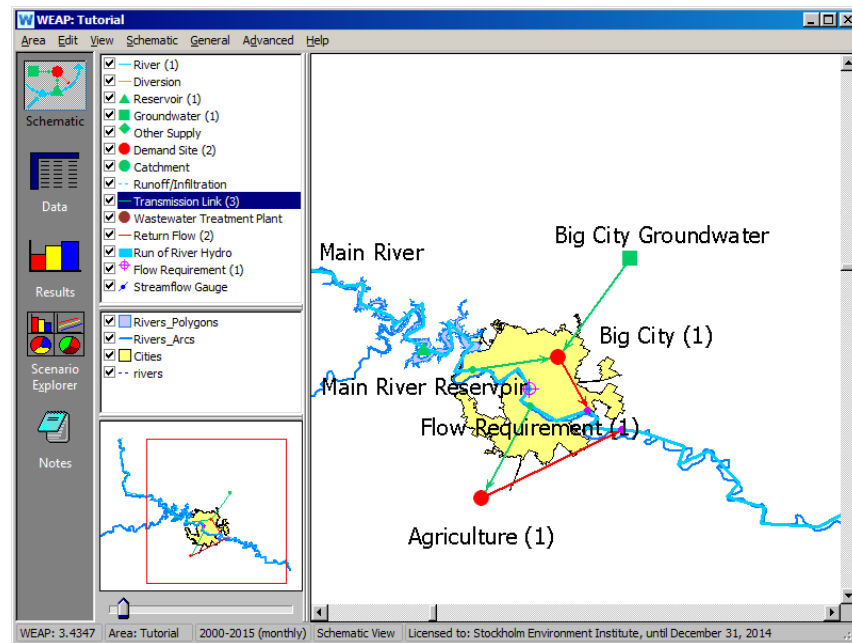 WEAP: Tutorial
Area Edit View Schematic General Advanced Help
Schematic
Data
Results
Scenario
Explorer
Notes
River (1)
Diversion
Reservoir (1)
Groundwater (1)
Other Supply
Demand Site (2)
Catchment
Runoff/Infiltration
Transmission Link (3)
Wastewater Treatment Plant
Return Flow (2)
Run of River Hydro
Flow Requirement (1)
Streamflow Gauge
Rivers_Polygons
Rivers_Arcs
Cities
rivers
Big City Groundwater
Main River
Big City (1)
Main River Reservoir
Flow Requirement (1)
Agriculture (1)
WEAP: 3.4347 Area: Tutorial 2000-2015 (monthly) Schematic View Licensed to: Stockholm Environment Institute, until December 31, 2014